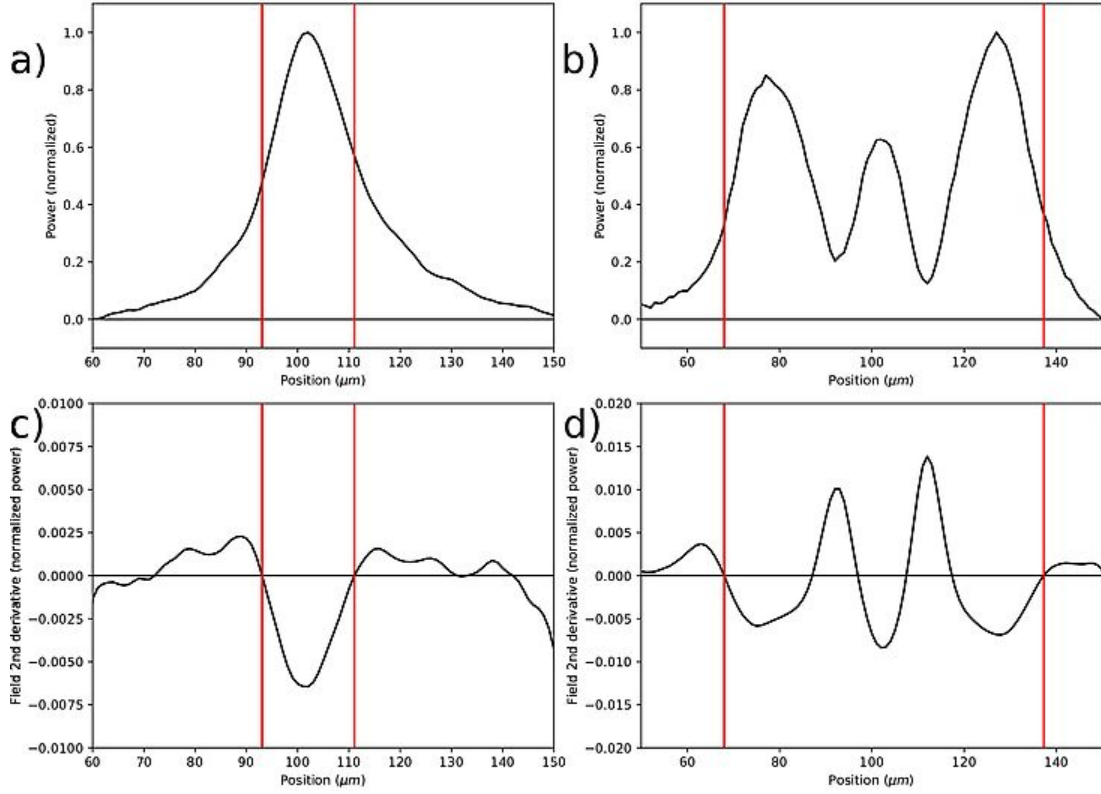 a)
1.0
0.8
0.6
0.4
0.2
0.0
Power (normalized)
60 70 80 90 100 110 120 130 140 150
Position (μm)
b)
1.0
0.8
0.6
0.4
0.2
0.0
Power (normalized)
60 80 100 120 140
Position (μm)
c)
0.0100
0.0075
0.0050
0.0025
0.0000
−0.0025
−0.0050
−0.0075
−0.0100
Field 2nd derivative (normalized power)
60 70 80 90 100 110 120 130 140 150
Position (μm)
d)
0.020
0.015
0.010
0.005
0.000
−0.005
−0.010
−0.015
−0.020
Field 2nd derivative (normalized power)
60 80 100 120 140
Position (μm)